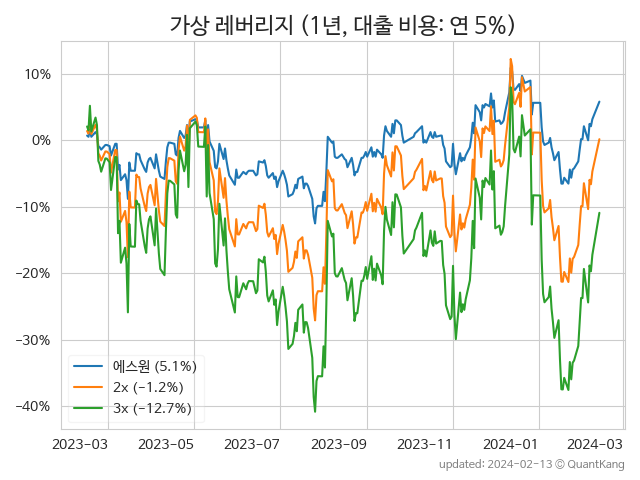 가상 레버리지 (1년, 대출 비용: 연 5%)
10%
0%
−10%
−20%
−30%
−40%
에스원 (5.1%)
2x (−1.2%)
3x (−12.7%)
2023-03 2023-05 2023-07 2023-09 2023-11 2024-01 2024-03
updated: 2024-02-13 © QuantKang